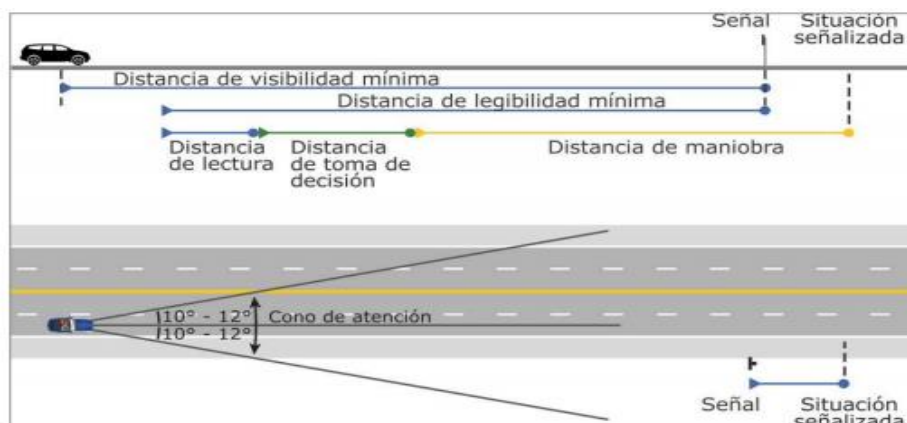 Señal
Situación
señalizada
Distancia de visibilidad mínima
Distancia de legibilidad mínima
Distancia
de lectura
Distancia
de toma de
decisión
Distancia de maniobra
10° - 12°
Cono de atención
10° - 12°
Señal
Situación
señalizada